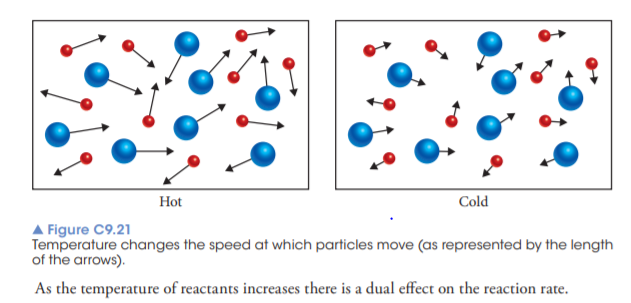 Hot
Cold
▲ Figure C9.21
Temperature changes the speed at which particles move (as represented by the length
of the arrows).
As the temperature of reactants increases there is a dual effect on the reaction rate.